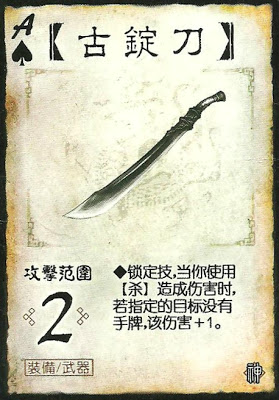 A
【古錠刀】
攻擊范圍
2
◆锁定技,当你使用
【杀】造成伤害时,
若指定的目标没有
手牌,该伤害+1。
装備/武器
神